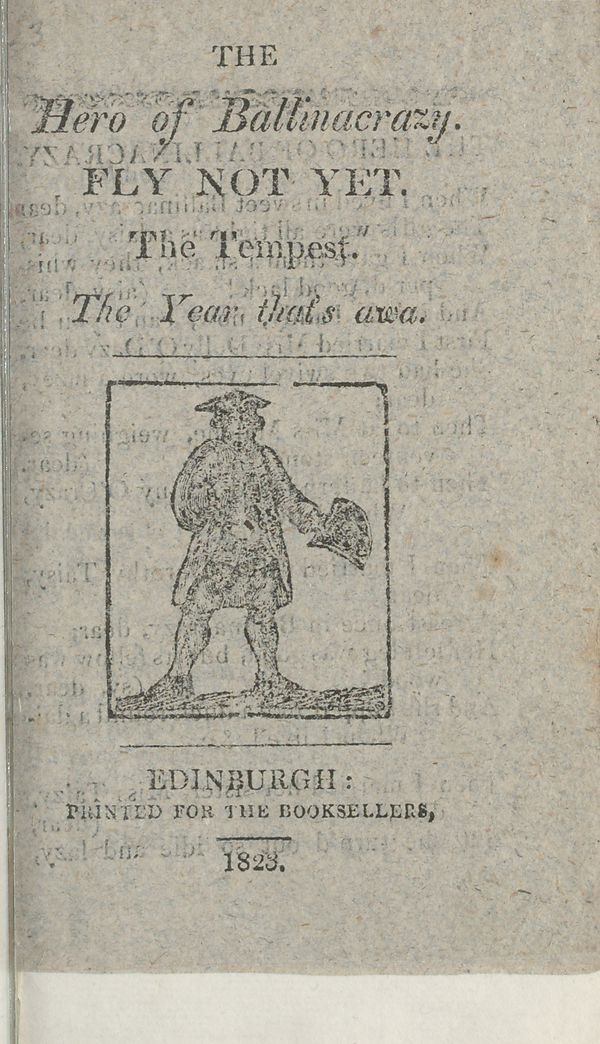 THE
Hero of Ballinacrazy.
FLY NOT YET.
The Tempest.
The Year that's awa.
EDINBURGH:
PRINTED FOR THE BOOKSELLERS,
1823.